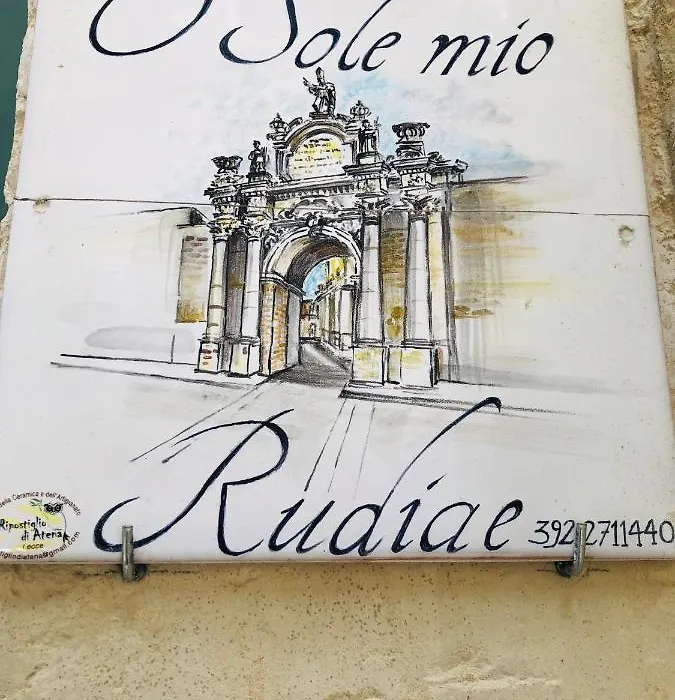 Sole mio
Rudiae
392 2711440
Ripostiglio
di Atena
Lecce